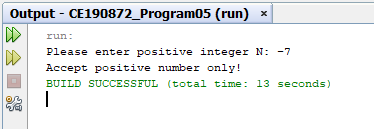 Output - CE190872_Program05 (run) ×
run:
Please enter positive integer N: -7
Accept positive number only!
BUILD SUCCESSFUL (total time: 13 seconds)